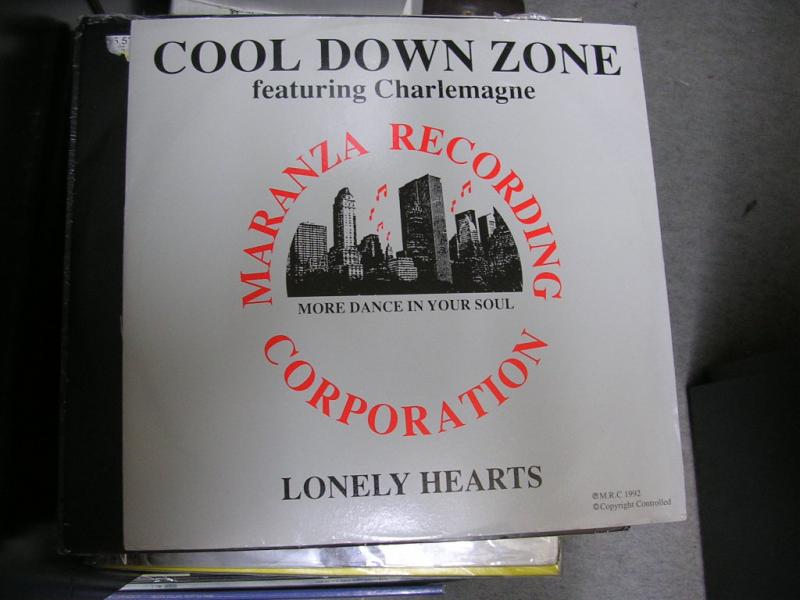 COOL DOWN ZONE
featuring Charlemagne
MARANZA RECORDING
MORE DANCE IN YOUR SOUL
CORPORATION
LONELY HEARTS
℗M.R.C 1992
©Copyright Controlled